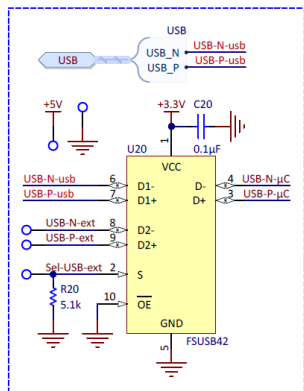 USB
USB
USB_N
USB-N-usb
USB_P
USB-P-usb
+5V
+3.3V
C20
0.1µF
U20
1
VCC
USB-N-usb 6 D1- D- 4 USB-N-µC
USB-P-usb 7 D1+ D+ 3 USB-P-µC
USB-N-ext 8 D2-
USB-P-ext 9 D2+
Sel-USB-ext 2 S
R20
5.1k
10 OE
GND
5
FSUSB42